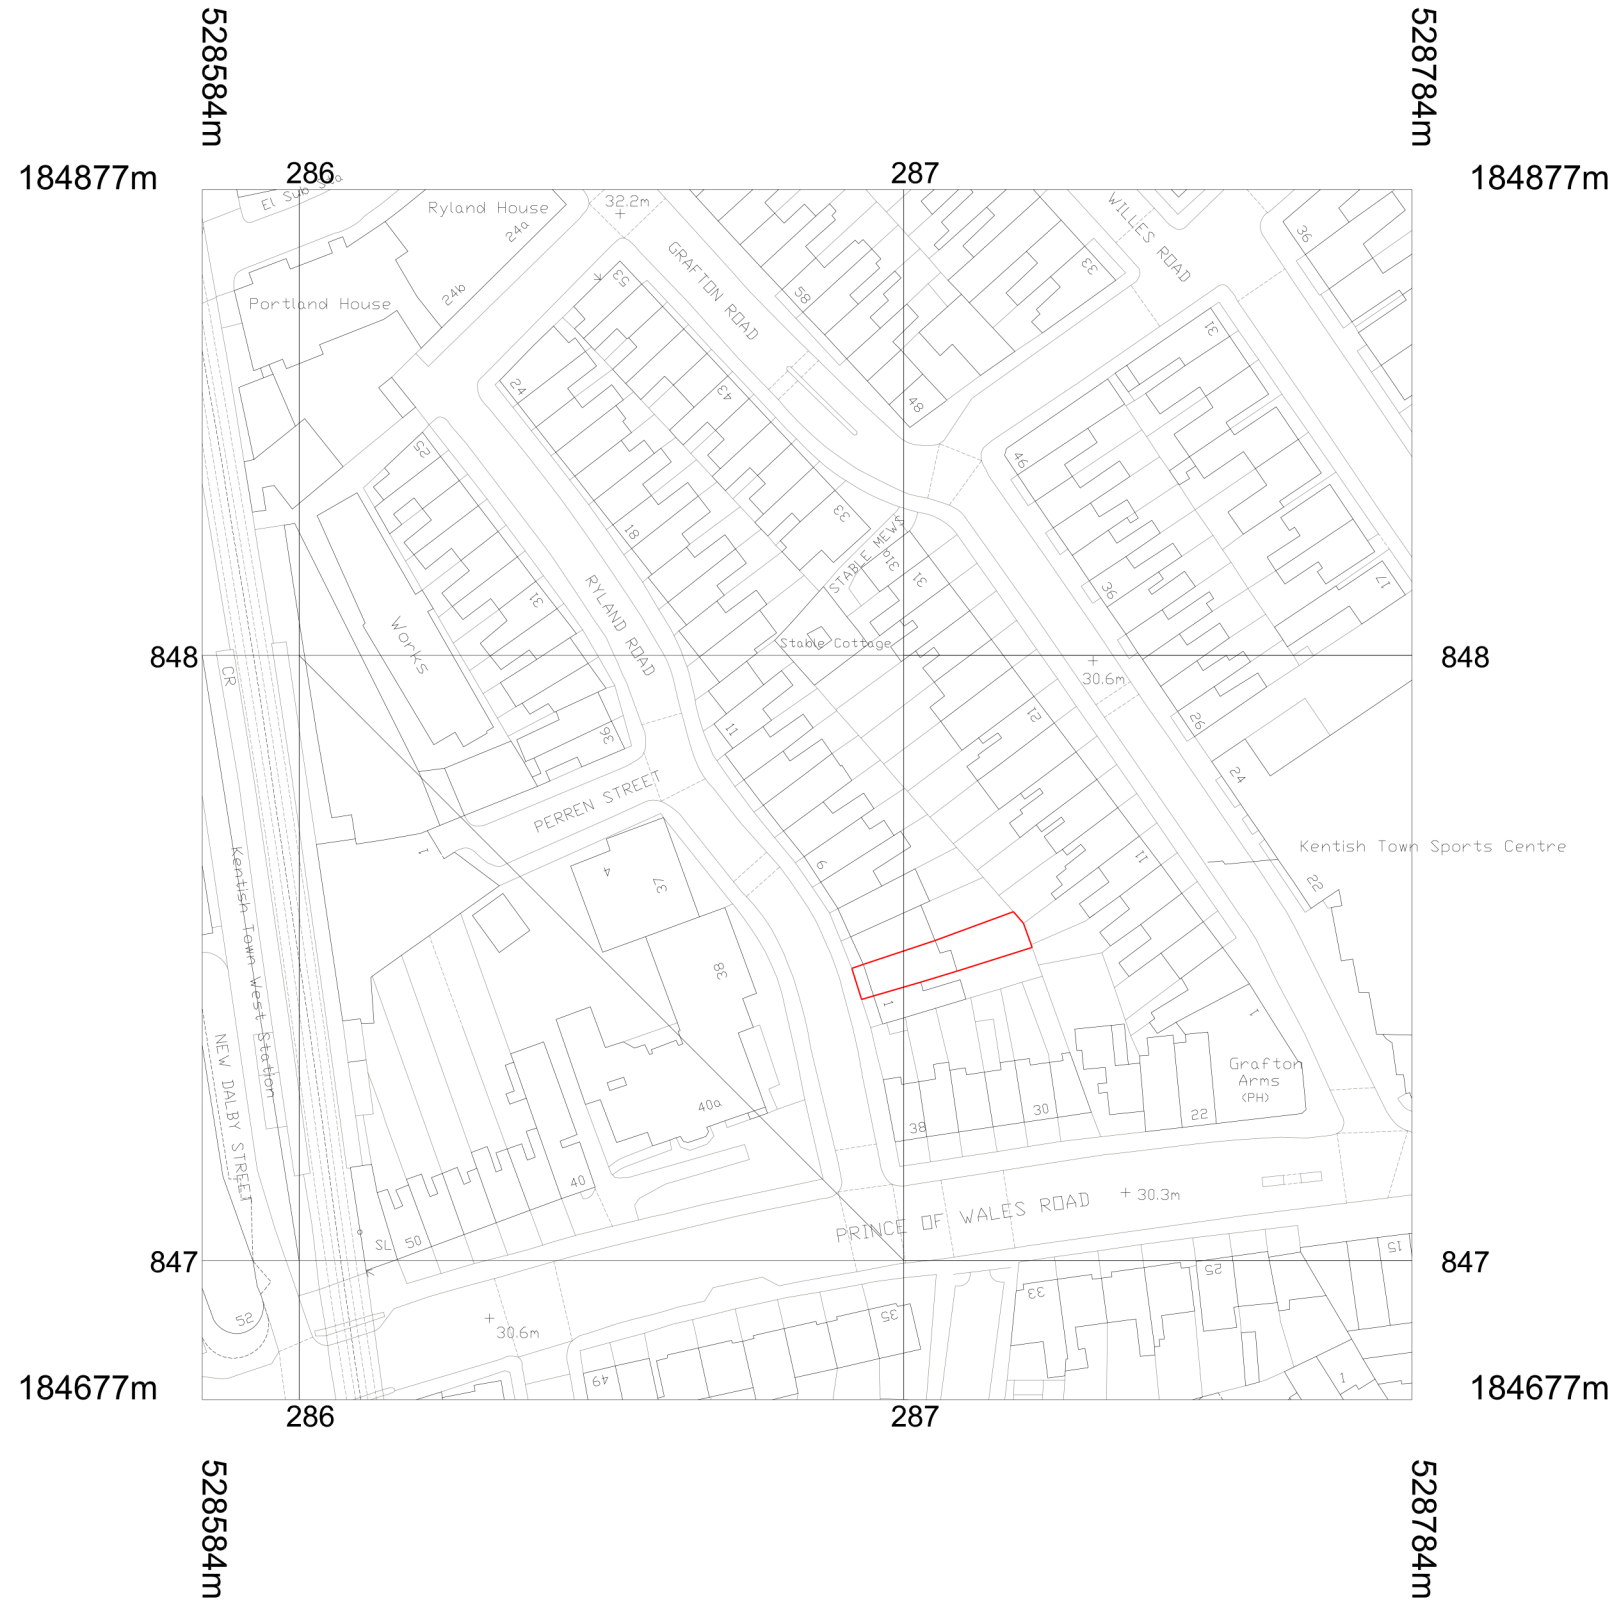 528584m
528784m
184877m
286
287
184877m
El Sub Sta
Ryland House
24a
32.2m
WILLES ROAD
36
24b
53
GRAFTON ROAD
33
58
Portland House
31
24
43
48
25
46
18
33
STABLE MEWS
31a
31
17
31
36
RYLAND ROAD
Works
Stable Cottage
848
848
CR
30.6m
11
21
26
36
24
PERREN STREET
Kentish Town Sports Centre
1
4
37
6
11
22
Kentish Town West Station
38
1
1
NEW DALBY STREET
Grafton
Arms
(PH)
40a
38
30
22
40
30.3m
PRINCE OF WALES ROAD
SL
50
847
847
15
25
33
52
30.6m
35
49
1
184677m
286
287
184677m
528584m
528784m